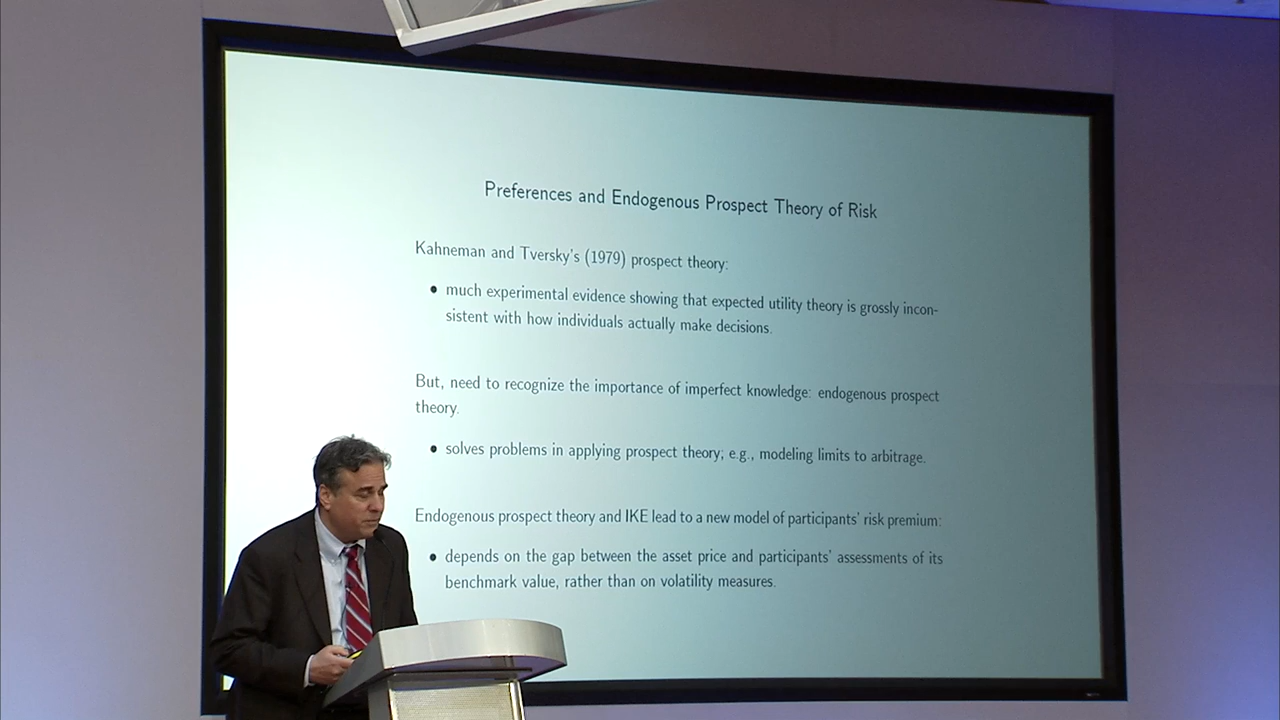 Preferences and Endogenous Prospect Theory of Risk
Kahneman and Tversky's (1979) prospect theory:
• much experimental evidence showing that expected utility theory is grossly incon-
sistent with how individuals actually make decisions.
But, need to recognize the importance of imperfect knowledge: endogenous prospect
theory.
• solves problems in applying prospect theory; e.g., modeling limits to arbitrage.
Endogenous prospect theory and IKE lead to a new model of participants' risk premium:
• depends on the gap between the asset price and participants' assessments of its
benchmark value, rather than on volatility measures.